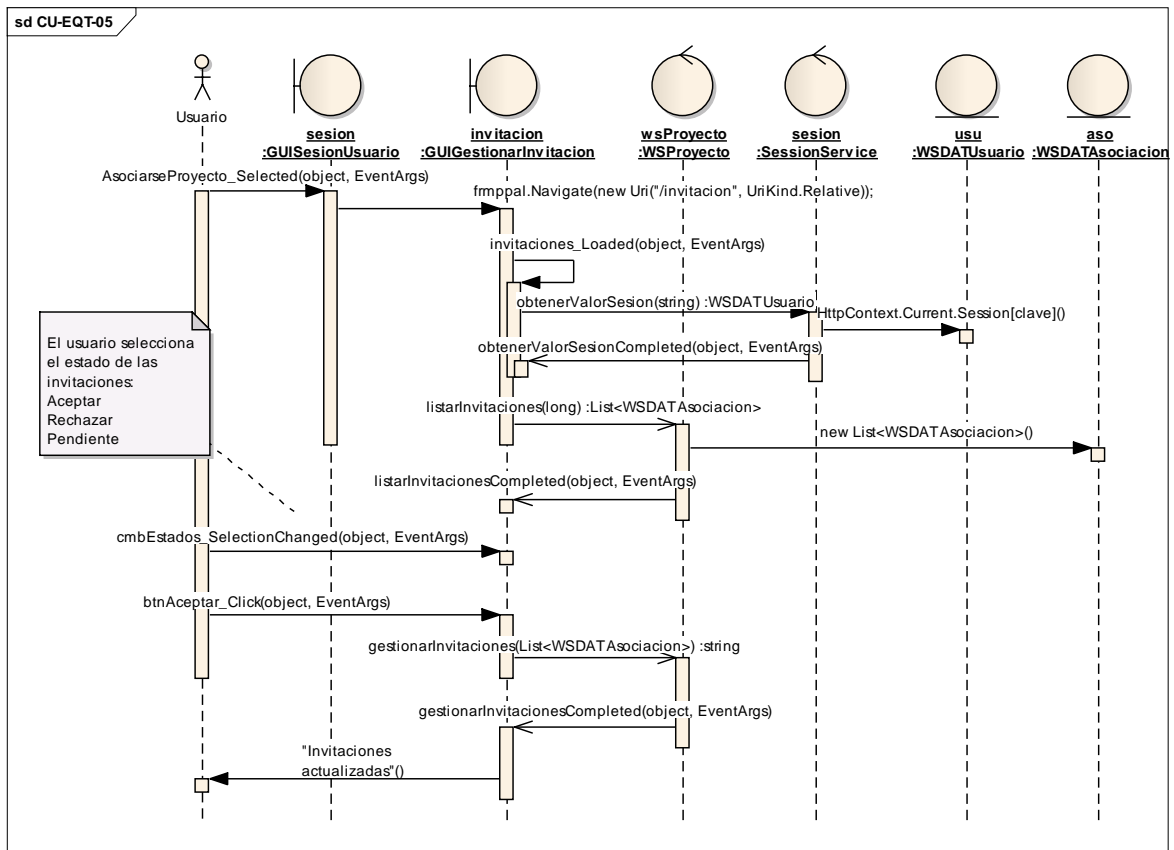 sd CU-EQT-05
Usuario
sesion
:GUISesionUsuario
invitacion
:GUIGestionarInvitacion
wsProyecto
:WSProyecto
sesion
:SessionService
usu
:WSDATUsuario
aso
:WSDATAsociacion
AsociarseProyecto_Selected(object, EventArgs)
frmppal.Navigate(new Uri("/invitacion", UriKind.Relative));
invitaciones_Loaded(object, EventArgs)
obtenerValorSesion(string) :WSDATUsuario
HttpContext.Current.Session[clave]()
obtenerValorSesionCompleted(object, EventArgs)
El usuario selecciona
el estado de las
invitaciones:
Aceptar
Rechazar
Pendiente
listarInvitaciones(long) :List<WSDATAsociacion>
new List<WSDATAsociacion>()
listarInvitacionesCompleted(object, EventArgs)
cmbEstados_SelectionChanged(object, EventArgs)
btnAceptar_Click(object, EventArgs)
gestionarInvitaciones(List<WSDATAsociacion>) :string
gestionarInvitacionesCompleted(object, EventArgs)
"Invitaciones
actualizadas"()